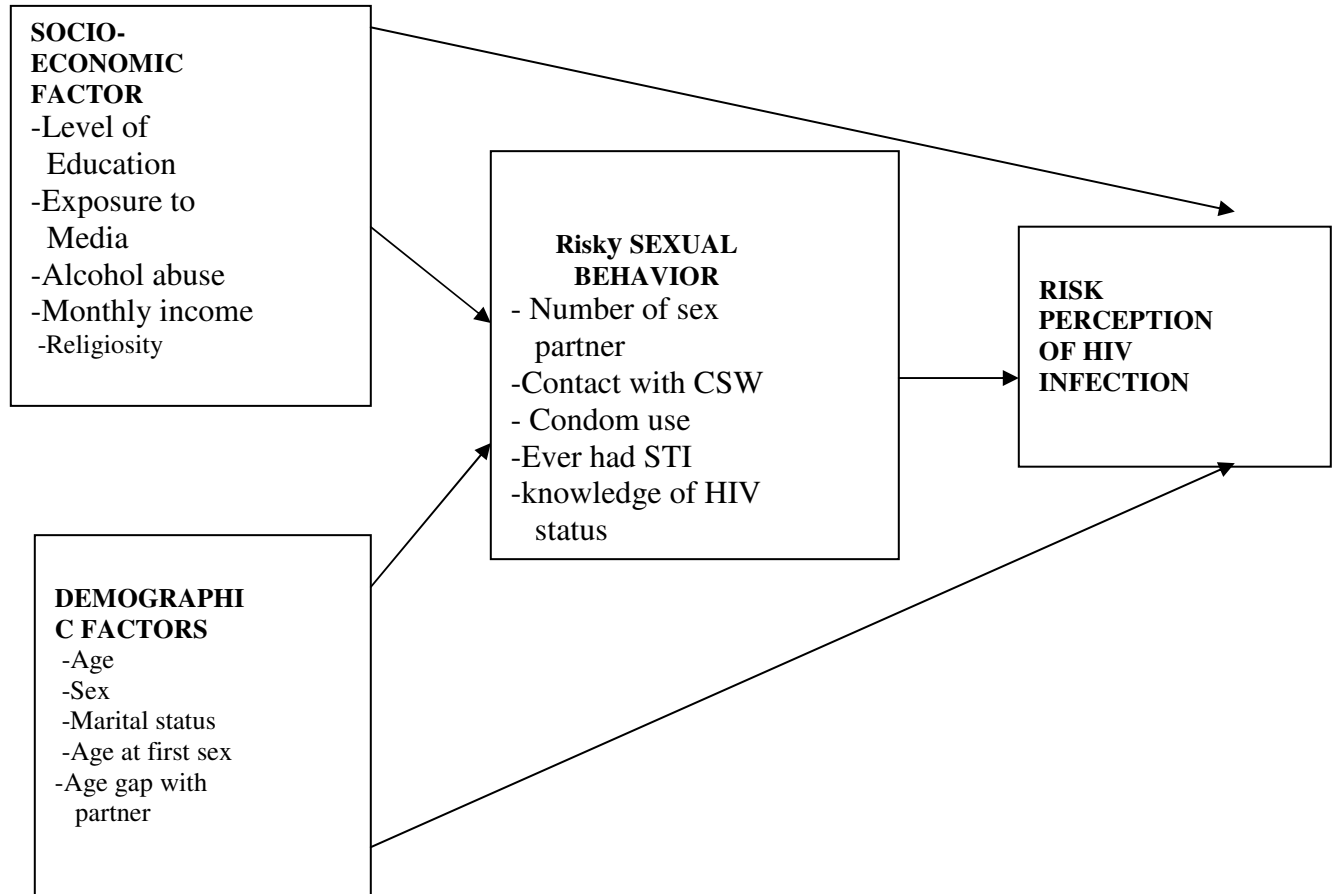 SOCIO-
ECONOMIC
FACTOR
-Level of
Education
-Exposure to
Media
-Alcohol abuse
-Monthly income
-Religiosity
Risky SEXUAL
BEHAVIOR
- Number of sex
partner
-Contact with CSW
- Condom use
-Ever had STI
-knowledge of HIV
status
RISK
PERCEPTION
OF HIV
INFECTION
DEMOGRAPHI
C FACTORS
-Age
-Sex
-Marital status
-Age at first sex
-Age gap with
partner